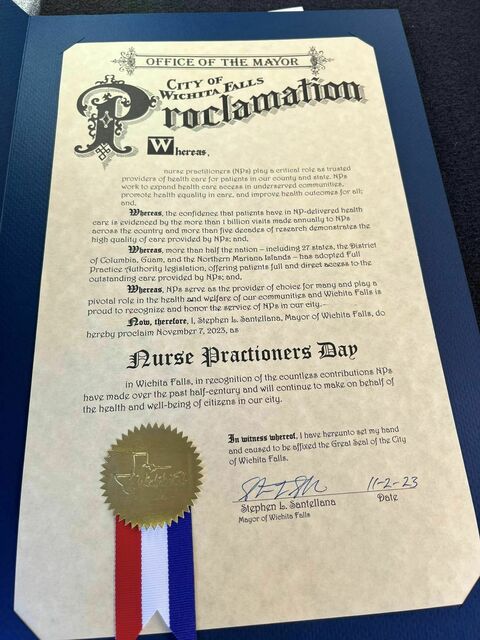 OFFICE OF THE MAYOR
CITY OF
WICHITA FALLS
Proclamation
Whereas,
nurse practitioners (NPs) play a critical role as trusted
providers of health care for patients in our county and state. NPs
work to expand health care access in underserved communities,
promote health equality in care, and improve health outcomes for all;
and,
Whereas, the confidence that patients have in NP-delivered health
care is evidenced by the more than 1 billion visits made annually to NPs
across the country and more than five decades of research demonstrates the
high quality of care provided by NPs; and,
Whereas, more than half the nation – including 27 states, the District
of Columbia, Guam, and the Northern Mariana Islands – has adopted Full
Practice Authority legislation, offering patients full and direct access to the
outstanding care provided by NPs; and,
Whereas, NPs serve as the provider of choice for many and play a
pivotal role in the health and welfare of our communities and Wichita Falls is
proud to recognize and honor the service of NPs in our city.
Now, therefore, I, Stephen L. Santellana, Mayor of Wichita Falls, do
hereby proclaim November 7, 2023, as
Nurse Practioners Day
in Wichita Falls, in recognition of the countless contributions NPs
have made over the past half-century and will continue to make on behalf of
the health and well-being of citizens in our city.
In witness whereof, I have hereunto set my hand
and caused to be affixed the Great Seal of the City
of Wichita Falls.
11-2-23
Stephen L. Santellana Date
Mayor of Wichita Falls